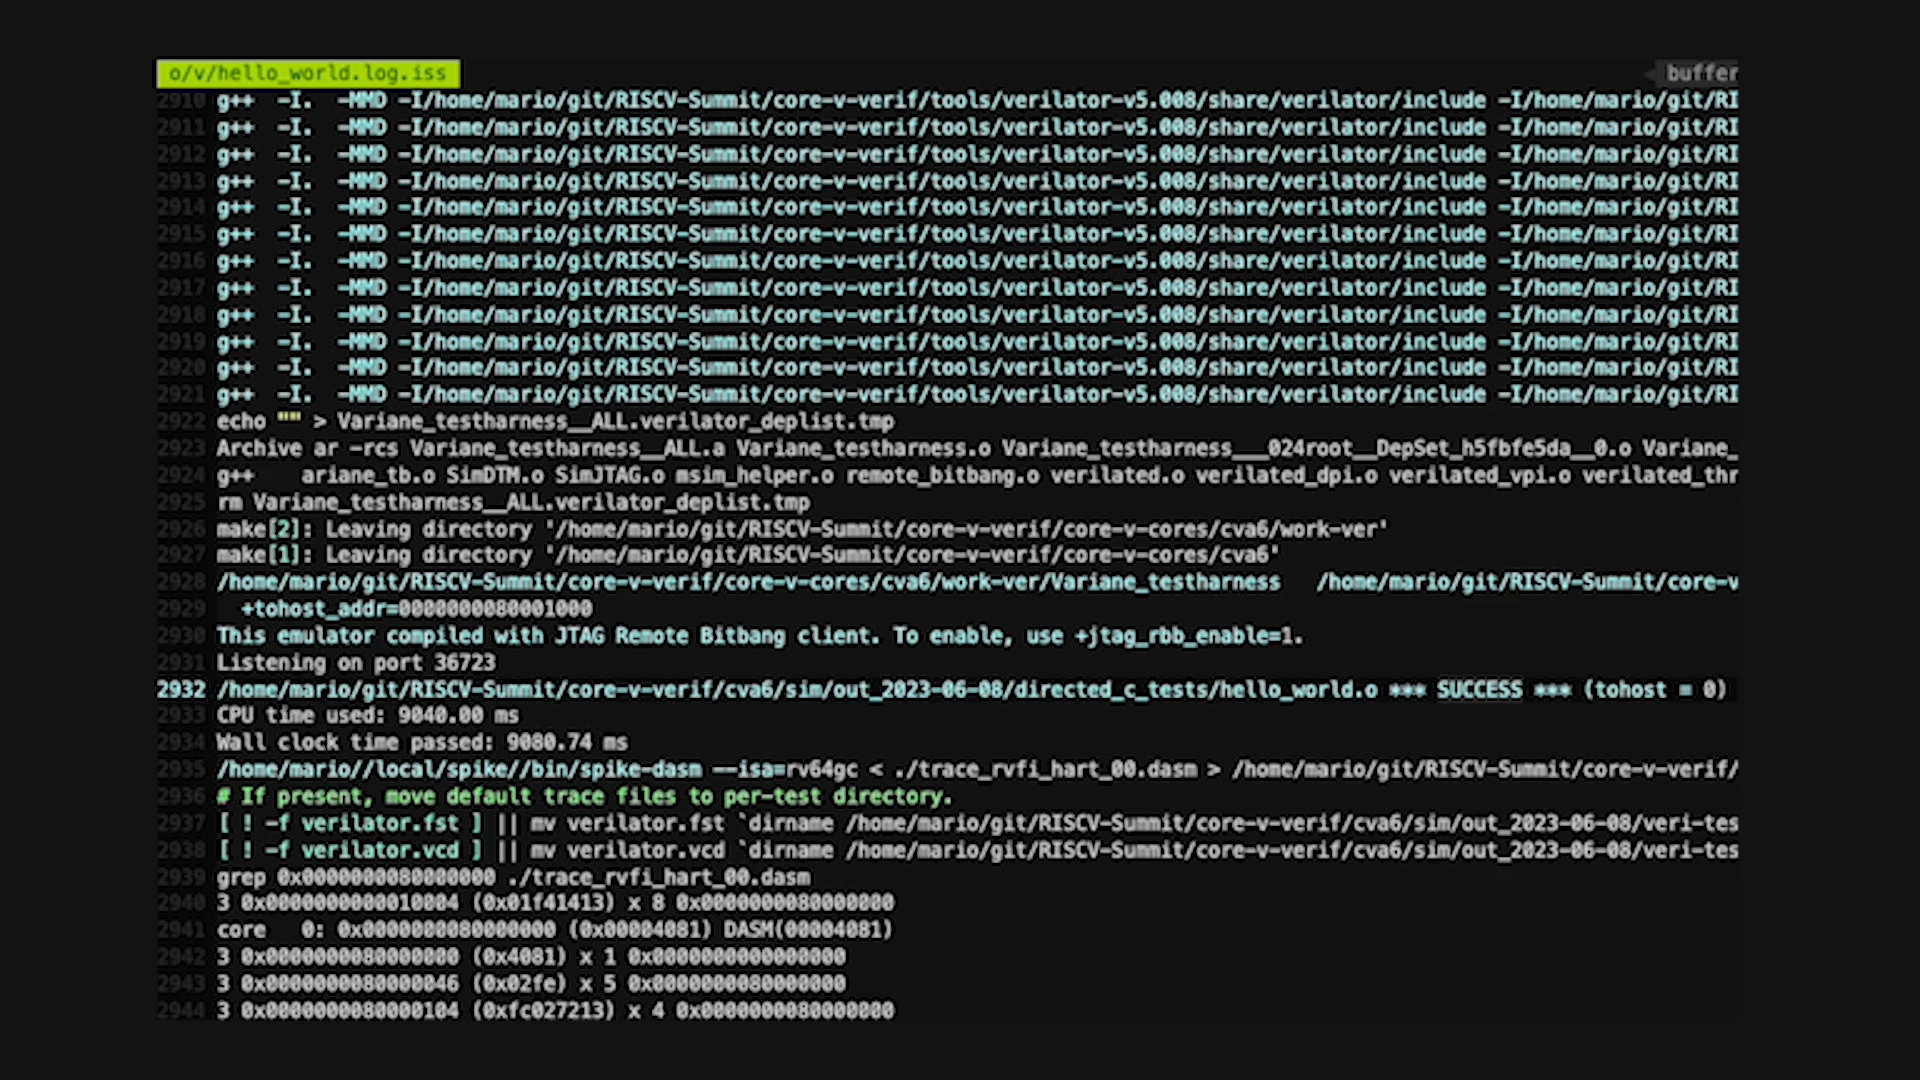 o/v/hello_world.log.iss
buffer
2910 g++  -I.  -MMD -I/home/mario/git/RISCV-Summit/core-v-verif/tools/verilator-v5.008/share/verilator/include -I/home/mario/git/RI
2911 g++  -I.  -MMD -I/home/mario/git/RISCV-Summit/core-v-verif/tools/verilator-v5.008/share/verilator/include -I/home/mario/git/RI
2912 g++  -I.  -MMD -I/home/mario/git/RISCV-Summit/core-v-verif/tools/verilator-v5.008/share/verilator/include -I/home/mario/git/RI
2913 g++  -I.  -MMD -I/home/mario/git/RISCV-Summit/core-v-verif/tools/verilator-v5.008/share/verilator/include -I/home/mario/git/RI
2914 g++  -I.  -MMD -I/home/mario/git/RISCV-Summit/core-v-verif/tools/verilator-v5.008/share/verilator/include -I/home/mario/git/RI
2915 g++  -I.  -MMD -I/home/mario/git/RISCV-Summit/core-v-verif/tools/verilator-v5.008/share/verilator/include -I/home/mario/git/RI
2916 g++  -I.  -MMD -I/home/mario/git/RISCV-Summit/core-v-verif/tools/verilator-v5.008/share/verilator/include -I/home/mario/git/RI
2917 g++  -I.  -MMD -I/home/mario/git/RISCV-Summit/core-v-verif/tools/verilator-v5.008/share/verilator/include -I/home/mario/git/RI
2918 g++  -I.  -MMD -I/home/mario/git/RISCV-Summit/core-v-verif/tools/verilator-v5.008/share/verilator/include -I/home/mario/git/RI
2919 g++  -I.  -MMD -I/home/mario/git/RISCV-Summit/core-v-verif/tools/verilator-v5.008/share/verilator/include -I/home/mario/git/RI
2920 g++  -I.  -MMD -I/home/mario/git/RISCV-Summit/core-v-verif/tools/verilator-v5.008/share/verilator/include -I/home/mario/git/RI
2921 g++  -I.  -MMD -I/home/mario/git/RISCV-Summit/core-v-verif/tools/verilator-v5.008/share/verilator/include -I/home/mario/git/RI
2922 echo "" > Variane_testharness__ALL.verilator_deplist.tmp
2923 Archive ar -rcs Variane_testharness__ALL.a Variane_testharness.o Variane_testharness___024root__DepSet_h5fbfe5da__0.o Variane_
2924 g++    ariane_tb.o SimDTM.o SimJTAG.o msim_helper.o remote_bitbang.o verilated.o verilated_dpi.o verilated_vpi.o verilated_thr
2925 rm Variane_testharness__ALL.verilator_deplist.tmp
2926 make[2]: Leaving directory '/home/mario/git/RISCV-Summit/core-v-verif/core-v-cores/cva6/work-ver'
2927 make[1]: Leaving directory '/home/mario/git/RISCV-Summit/core-v-verif/core-v-cores/cva6'
2928 /home/mario/git/RISCV-Summit/core-v-verif/core-v-cores/cva6/work-ver/Variane_testharness   /home/mario/git/RISCV-Summit/core-v
2929   +tohost_addr=0000000080001000
2930 This emulator compiled with JTAG Remote Bitbang client. To enable, use +jtag_rbb_enable=1.
2931 Listening on port 36723
2932 /home/mario/git/RISCV-Summit/core-v-verif/cva6/sim/out_2023-06-08/directed_c_tests/hello_world.o *** SUCCESS *** (tohost = 0)
2933 CPU time used: 9040.00 ms
2934 Wall clock time passed: 9080.74 ms
2935 /home/mario//local/spike//bin/spike-dasm --isa=rv64gc < ./trace_rvfi_hart_00.dasm > /home/mario/git/RISCV-Summit/core-v-verif/
2936 # If present, move default trace files to per-test directory.
2937 [ ! -f verilator.fst ] || mv verilator.fst `dirname /home/mario/git/RISCV-Summit/core-v-verif/cva6/sim/out_2023-06-08/veri-tes
2938 [ ! -f verilator.vcd ] || mv verilator.vcd `dirname /home/mario/git/RISCV-Summit/core-v-verif/cva6/sim/out_2023-06-08/veri-tes
2939 grep 0x0000000080000000 ./trace_rvfi_hart_00.dasm
2940 3 0x0000000000010004 (0x01f41413) x 8 0x0000000080000000
2941 core   0: 0x0000000080000000 (0x00004081) DASM(00004081)
2942 3 0x0000000080000000 (0x4081) x 1 0x0000000000000000
2943 3 0x0000000080000046 (0x02fe) x 5 0x0000000080000000
2944 3 0x0000000080000104 (0xfc027213) x 4 0x0000000080000000